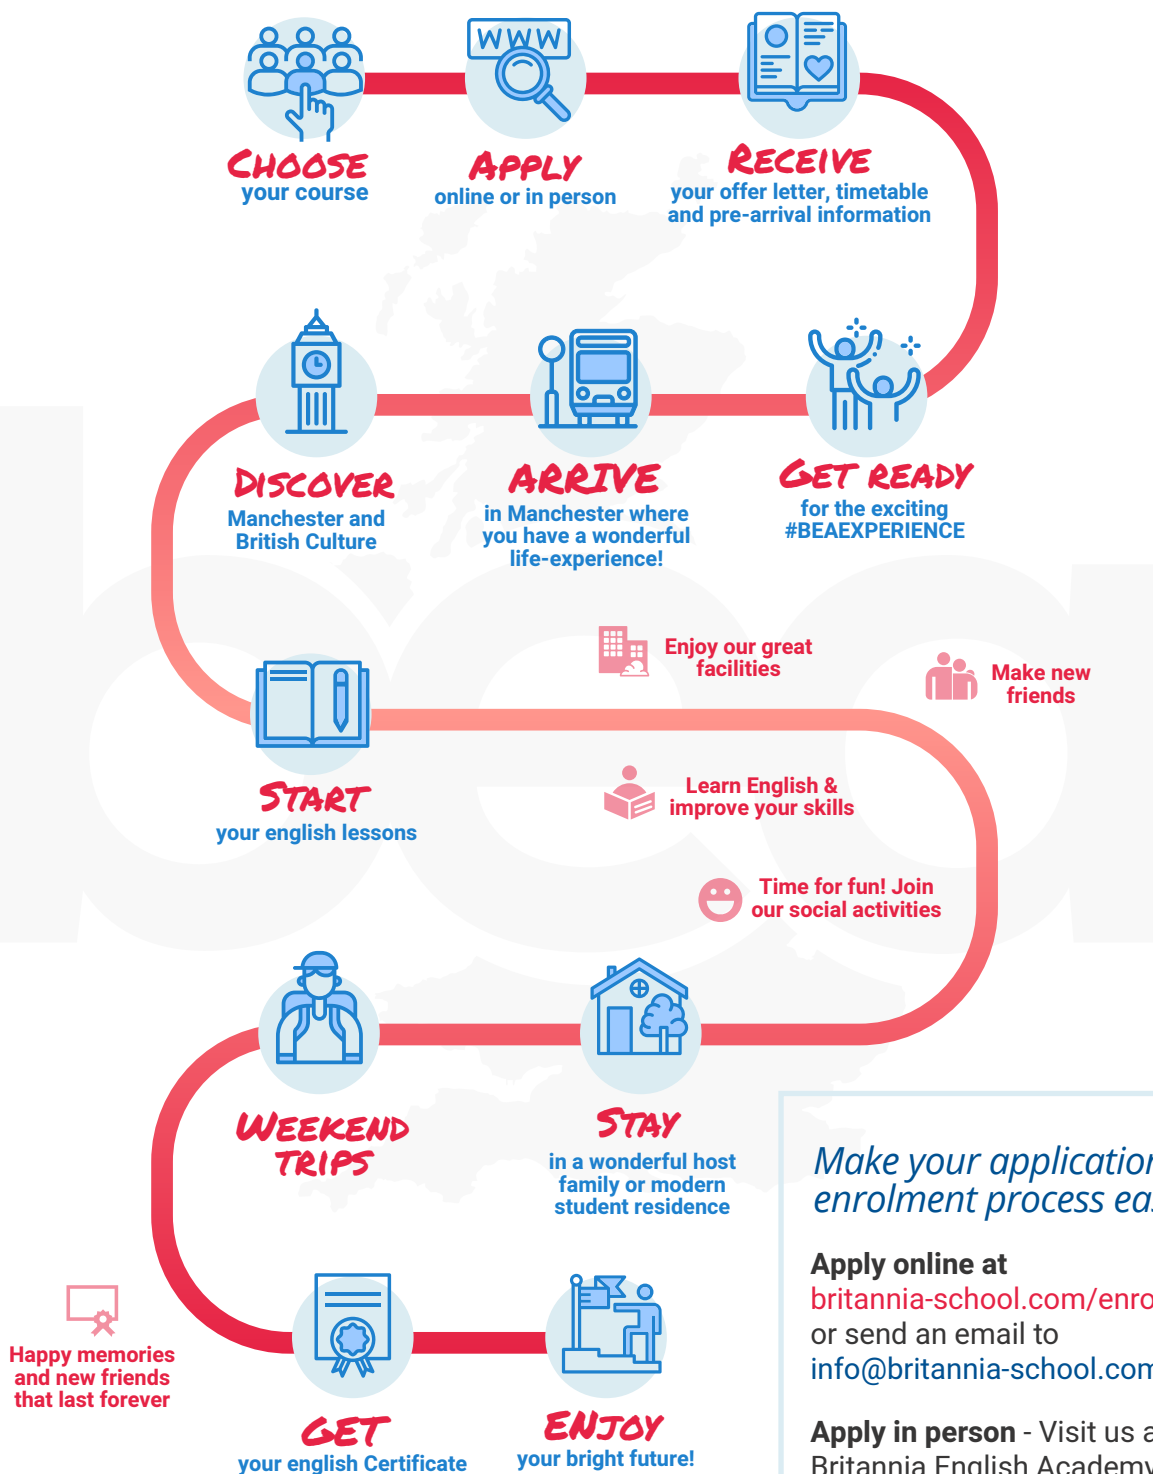 WWW
CHOOSE
your course
APPLY
online or in person
RECEIVE
your offer letter, timetable
and pre-arrival information
GET READY
for the exciting
#BEAEXPERIENCE
ARRIVE
in Manchester where
you have a wonderful
life-experience!
DISCOVER
Manchester and
British Culture
START
your english lessons
Enjoy our great
facilities
Make new
friends
Learn English &
improve your skills
Time for fun! Join
our social activities
STAY
in a wonderful host
family or modern
student residence
WEEKEND
TRIPS
Happy memories
and new friends
that last forever
GET
your english Certificate
ENJOY
your bright future!
Make your application
enrolment process
Apply online at
britannia-school.com/enro
or send an email to
info@britannia-school.com
Apply in person - Visit us a
Britannia English Academy
bea